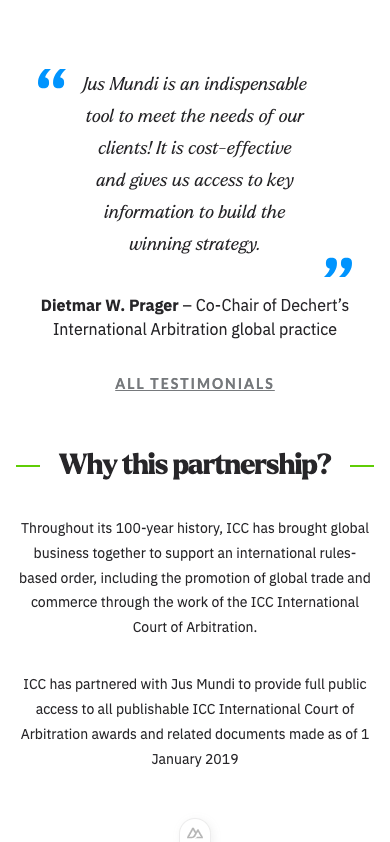 “ Jus Mundi is an indispensable
tool to meet the needs of our
clients! It is cost-effective
and gives us access to key
information to build the
winning strategy.
”
Dietmar W. Prager – Co-Chair of Dechert’s
International Arbitration global practice
ALL TESTIMONIALS
Why this partnership?
Throughout its 100-year history, ICC has brought global
business together to support an international rules-
based order, including the promotion of global trade and
commerce through the work of the ICC International
Court of Arbitration.
ICC has partnered with Jus Mundi to provide full public
access to all publishable ICC International Court of
Arbitration awards and related documents made as of 1
January 2019